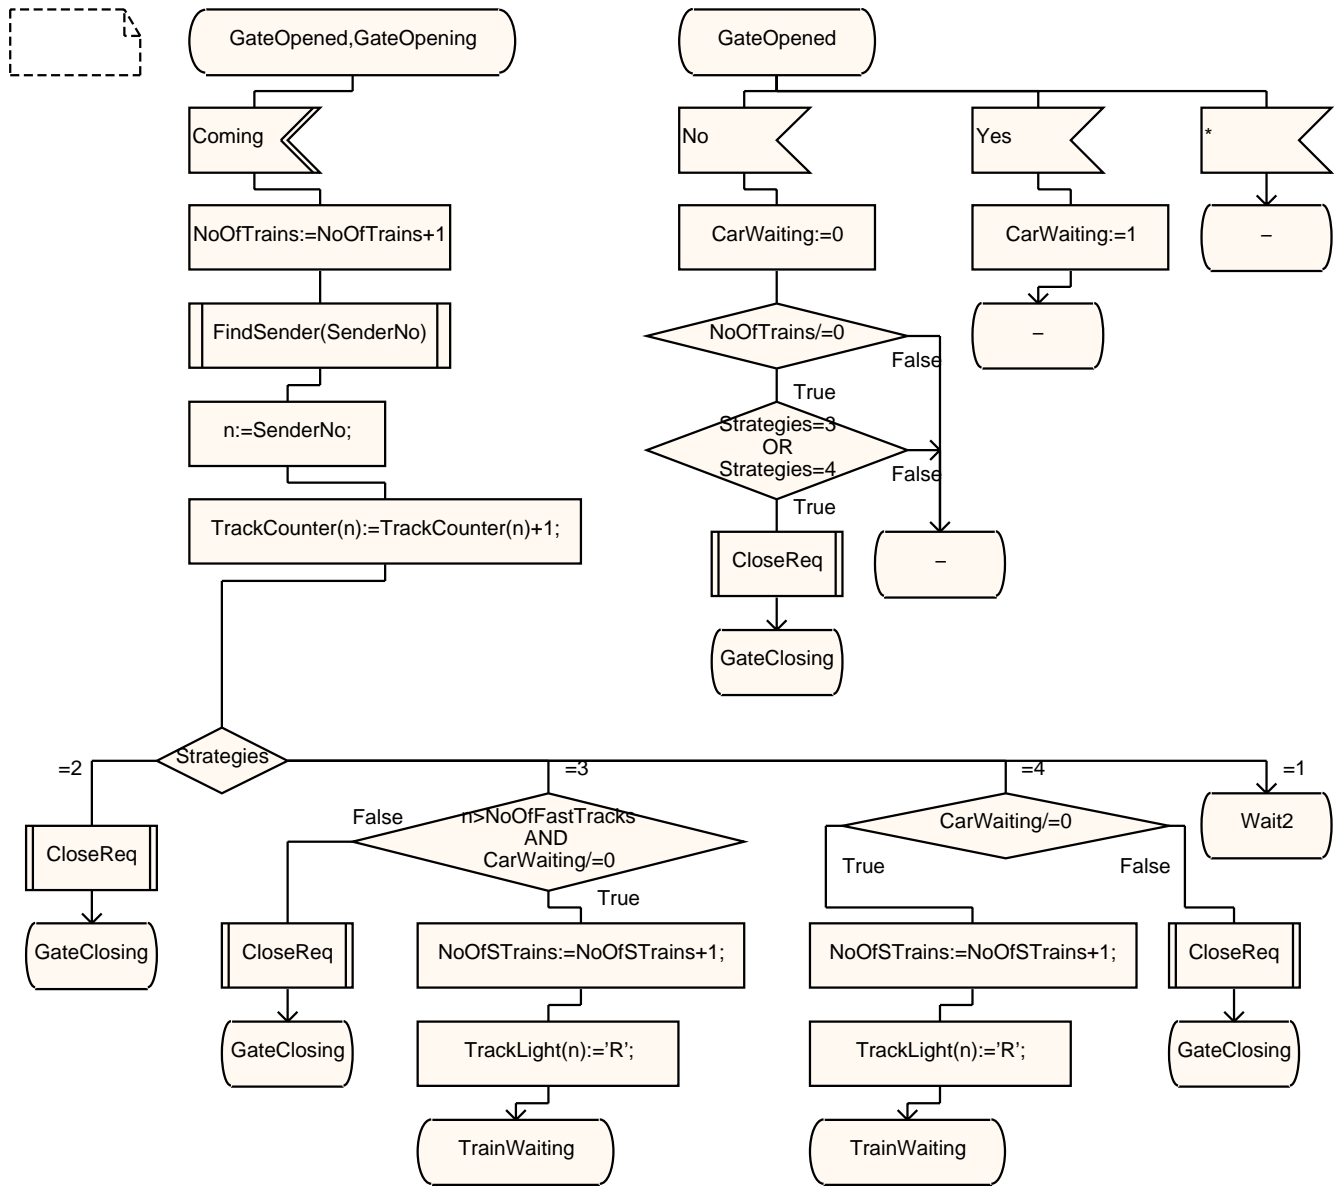 GateOpened,GateOpening
GateOpened
Coming
No
Yes
*
NoOfTrains:=NoOfTrains+1
CarWaiting:=0
CarWaiting:=1
–
FindSender(SenderNo)
NoOfTrains/=0
–
False
True
n:=SenderNo;
Strategies=3
OR
Strategies=4
False
True
TrackCounter(n):=TrackCounter(n)+1;
CloseReq
–
GateClosing
Strategies
=2
=3
=4
=1
False
n>NoOfFastTracks
AND
CarWaiting/=0
CarWaiting/=0
Wait2
CloseReq
True
True
False
GateClosing
CloseReq
NoOfSTrains:=NoOfSTrains+1;
NoOfSTrains:=NoOfSTrains+1;
CloseReq
GateClosing
TrackLight(n):=’R’;
TrackLight(n):=’R’;
GateClosing
TrainWaiting
TrainWaiting